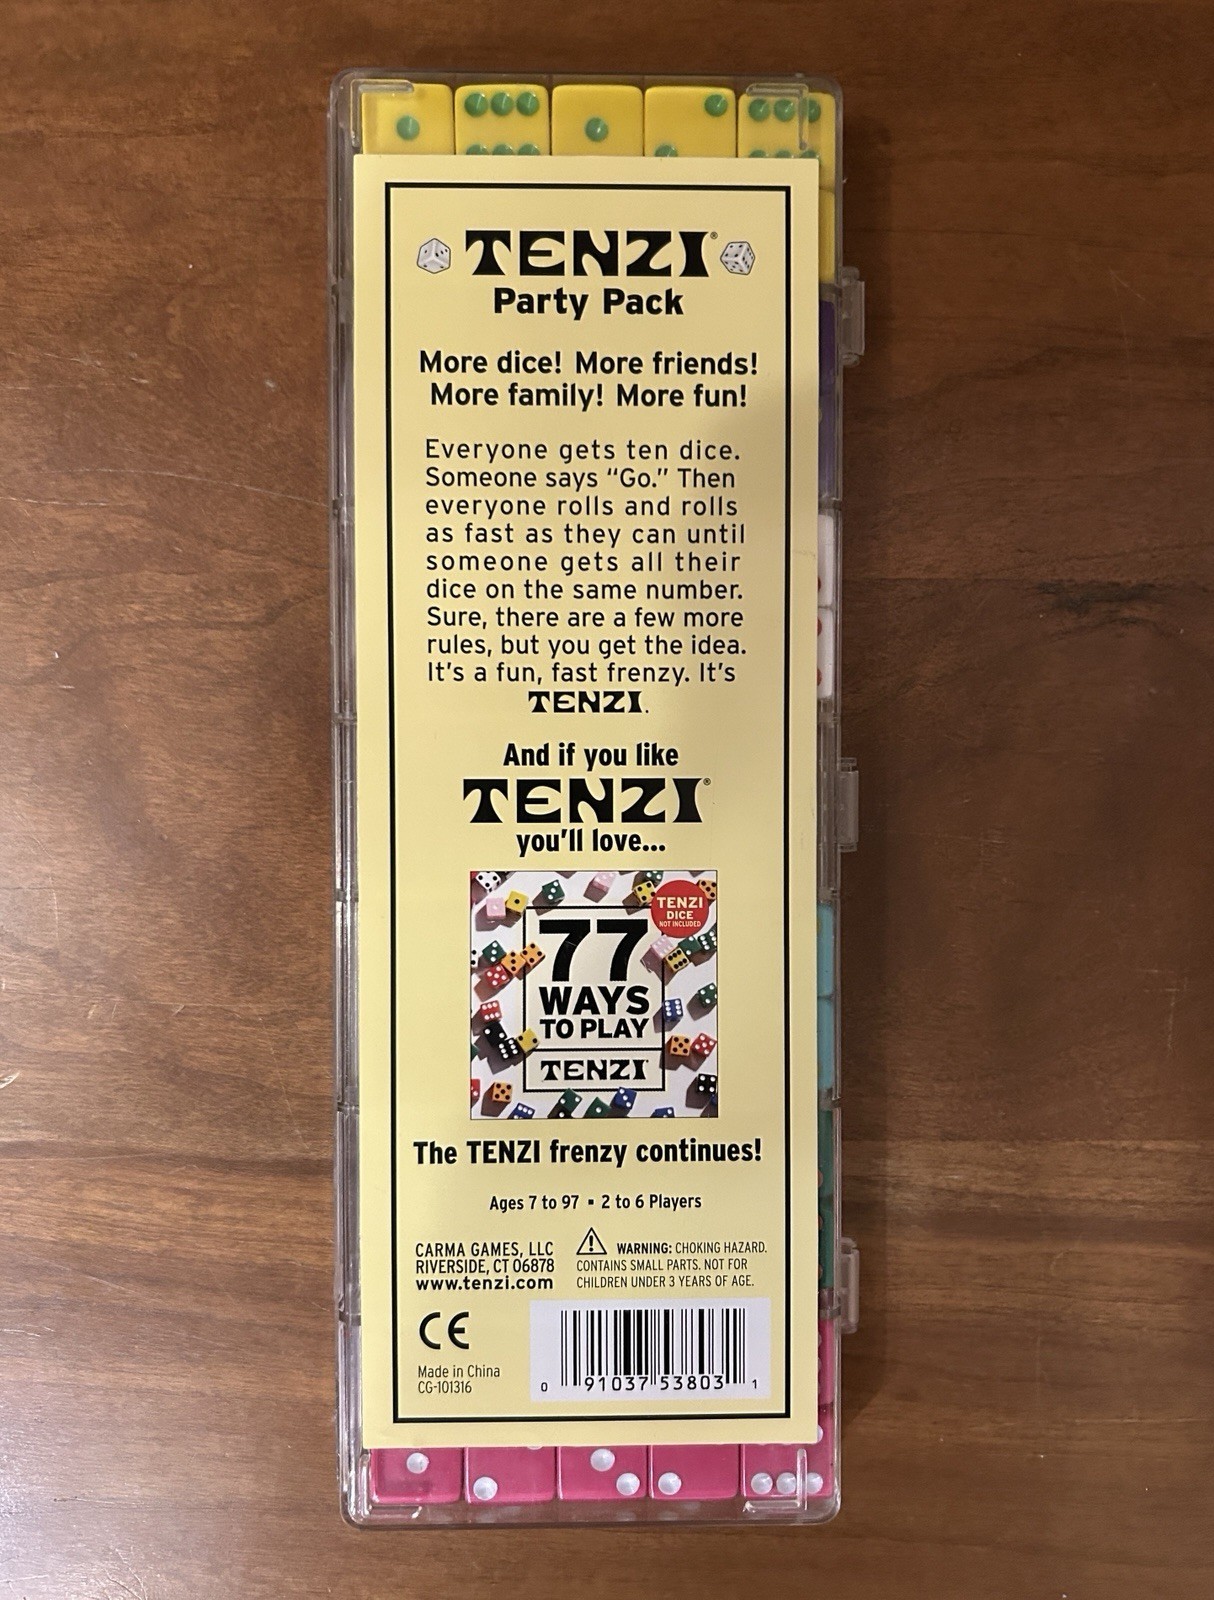 TENZI®
Party Pack
More dice! More friends!
More family! More fun!
Everyone gets ten dice.
Someone says “Go.” Then
everyone rolls and rolls
as fast as they can until
someone gets all their
dice on the same number.
Sure, there are a few more
rules, but you get the idea.
It's a fun, fast frenzy. It's
TENZI.
And if you like
TENZI®
you'll love...
TENZI
DICE
NOT INCLUDED
77
WAYS
TO PLAY
TENZI
The TENZI frenzy continues!
Ages 7 to 97 ▪ 2 to 6 Players
CARMA GAMES, LLC
RIVERSIDE, CT 06878
www.tenzi.com
WARNING: CHOKING HAZARD.
CONTAINS SMALL PARTS. NOT FOR
CHILDREN UNDER 3 YEARS OF AGE.
CE
Made in China
CG-101316
0 91037 53803 1